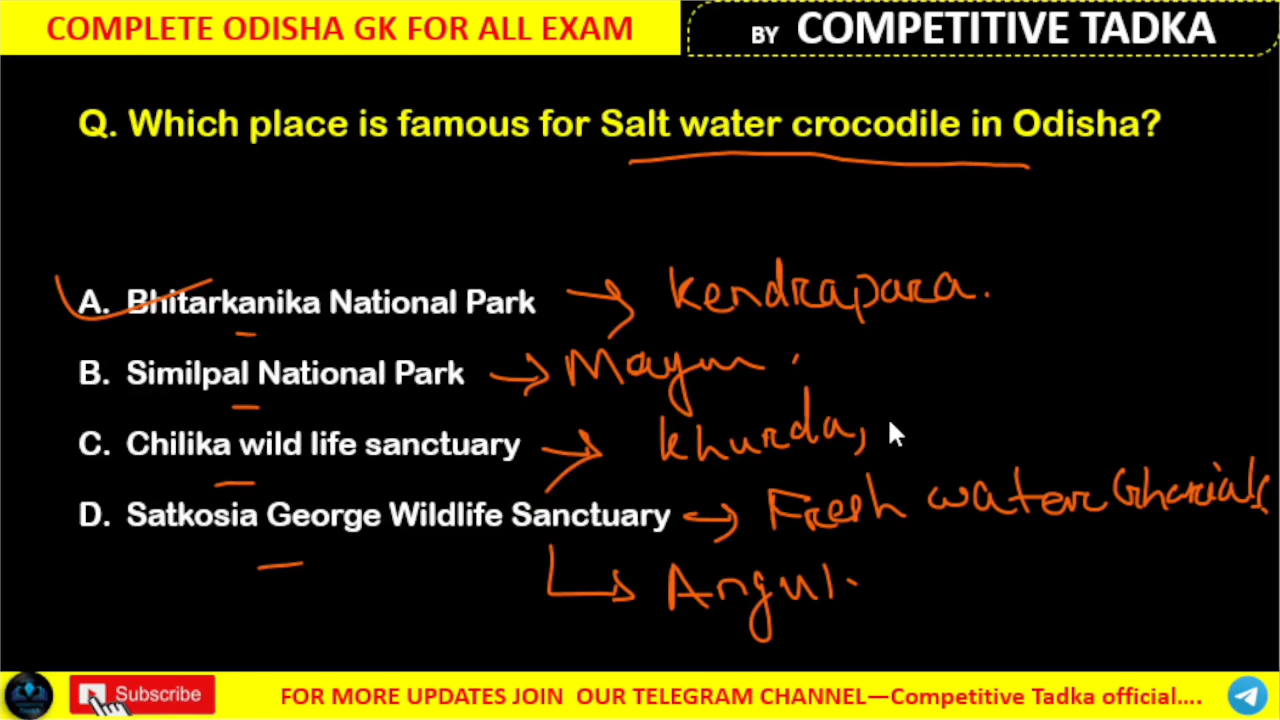 COMPLETE ODISHA GK FOR ALL EXAM
BY COMPETITIVE TADKA
Q. Which place is famous for Salt water crocodile in Odisha?
A. Bhitarkanika National Park → Kendrapara.
B. Similpal National Park → Mayur.
C. Chilika wild life sanctuary → Khurda,
D. Satkosia George Wildlife Sanctuary → Fresh water Gharials
→ Angul.
Subscribe
FOR MORE UPDATES JOIN OUR TELEGRAM CHANNEL—Competitive Tadka official....